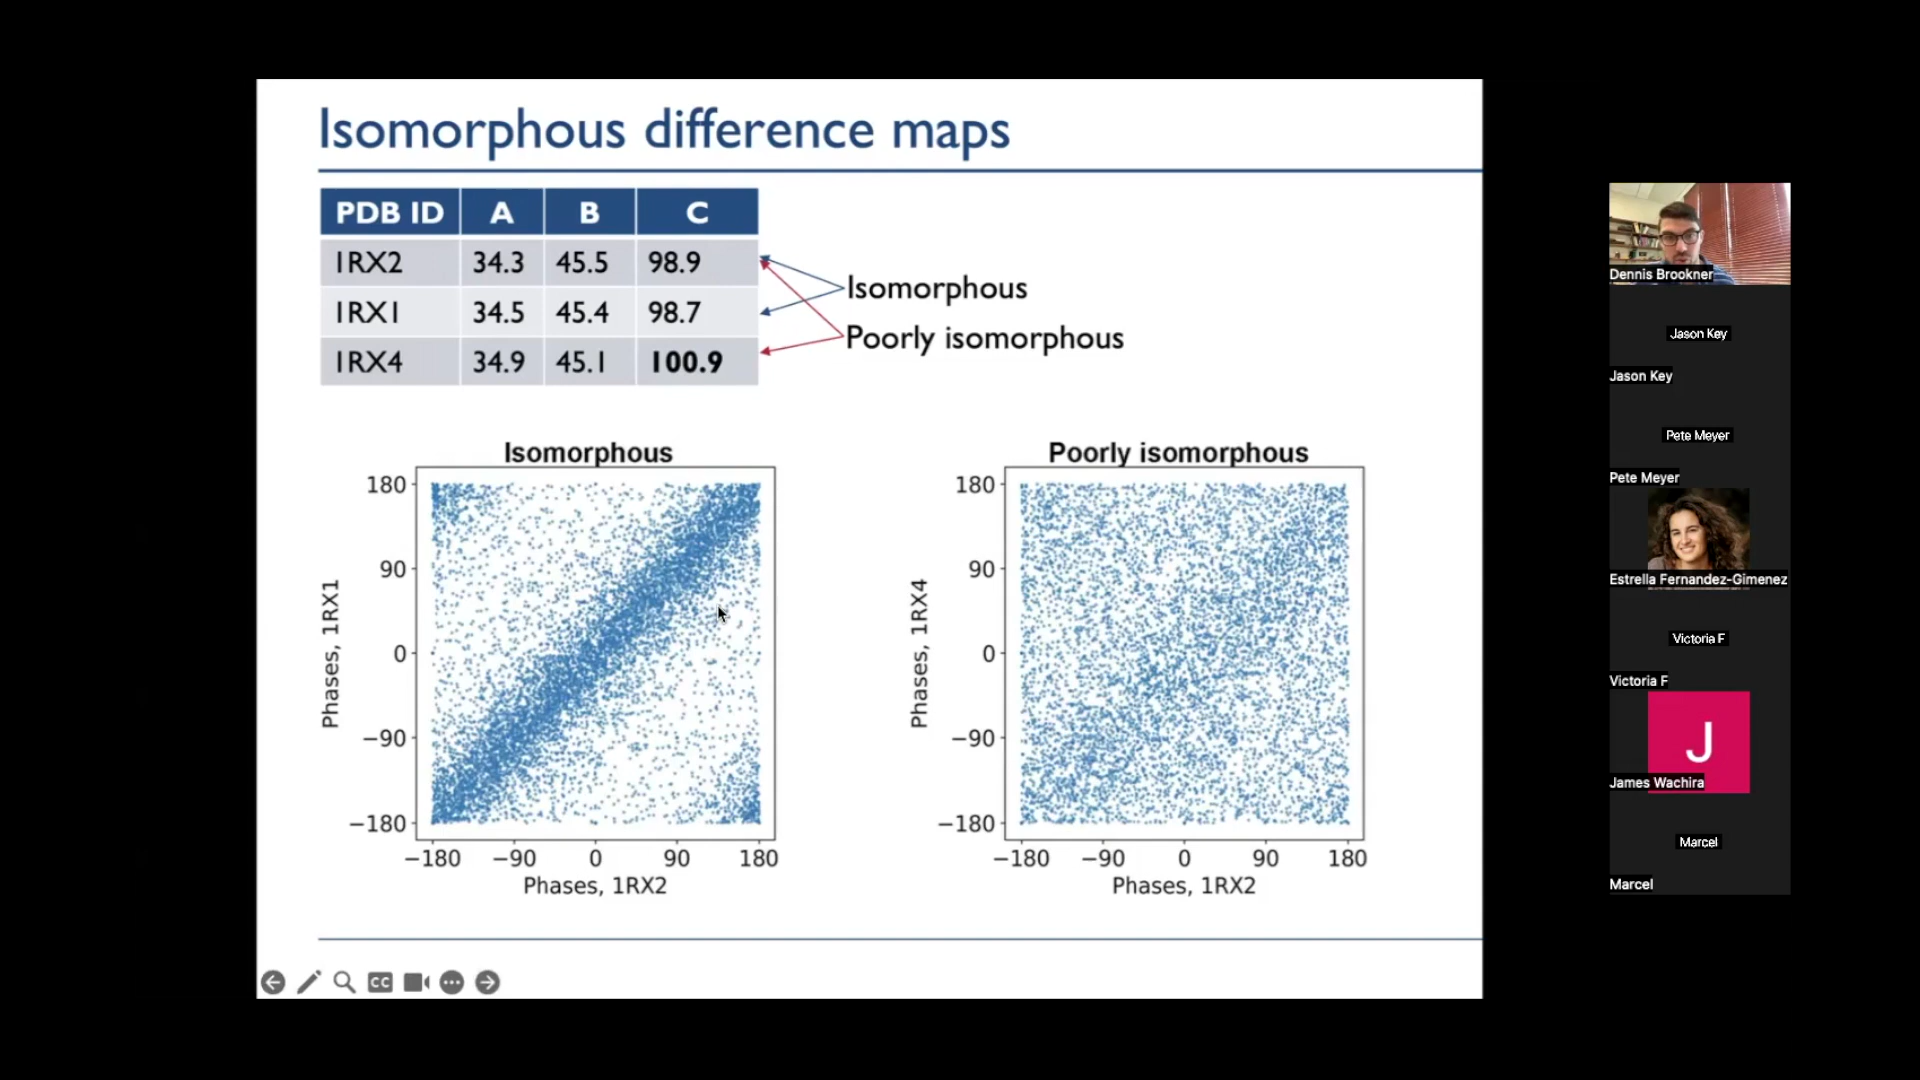 Isomorphous difference maps
PDB ID A B C
1RX2 34.3 45.5 98.9
1RX1 34.5 45.4 98.7
1RX4 34.9 45.1 100.9
Isomorphous
Poorly isomorphous
Isomorphous
180
90
0
−90
−180
−180 −90 0 90 180
Phases, 1RX1
Phases, 1RX2
Poorly isomorphous
180
90
0
−90
−180
−180 −90 0 90 180
Phases, 1RX4
Phases, 1RX2
CC
Dennis Brookner
Jason Key
Jason Key
Pete Meyer
Pete Meyer
Estrella Fernandez-Gimenez
Victoria F
Victoria F
J
James Wachira
Marcel
Marcel